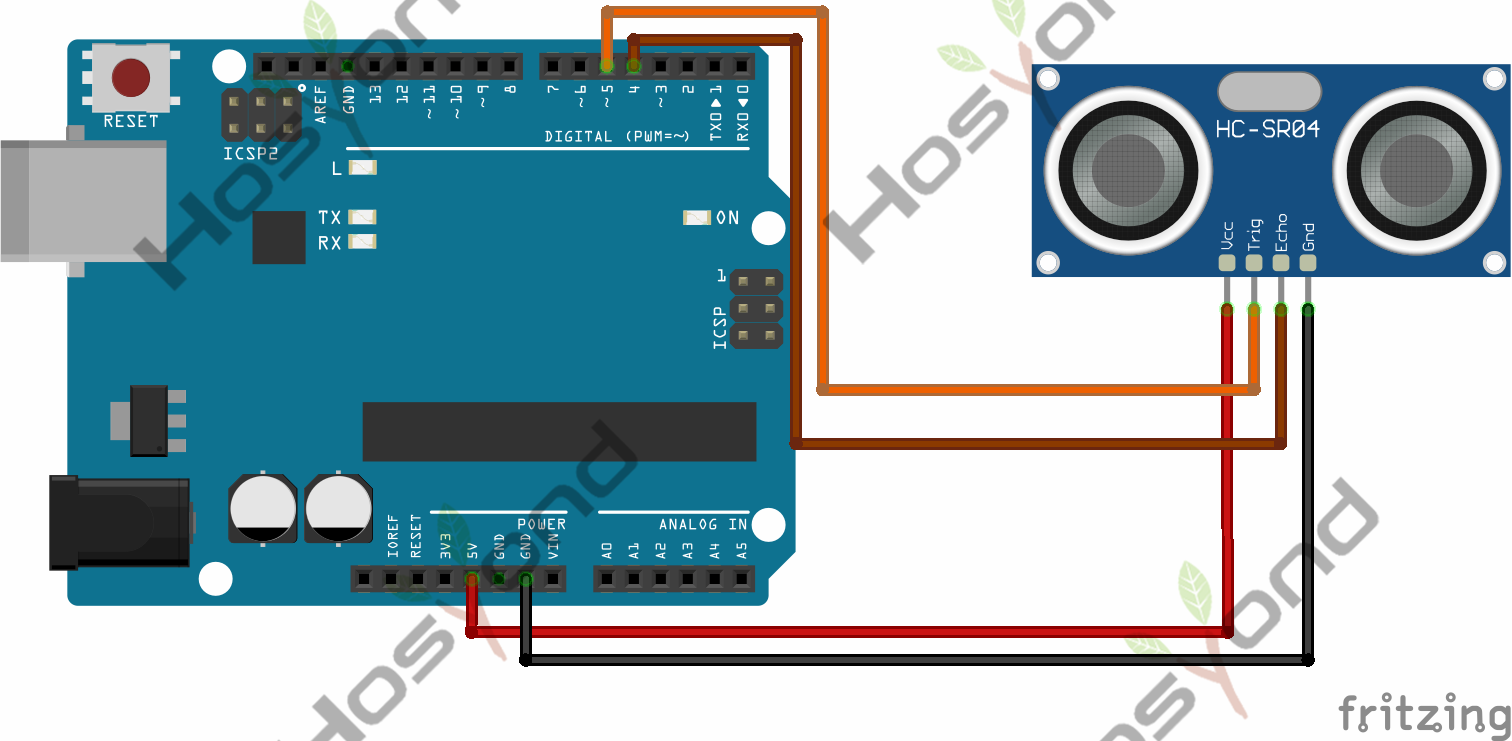 RESET
ICSP2
AREF
GND
13
12
~11
~10
~9
8
7
~6
~5
4
~3
2
TX0▶1
RX0◀0
DIGITAL (PWM=~)
L
TX
RX
ON
1
ICSP
HC-SR04
Vcc
Trig
Echo
Gnd
IOREF
RESET
3V3
5V
GND
GND
VIN
POWER
ANALOG IN
A0
A1
A2
A3
A4
A5
HosYond
HosYond
HosYond
HosYond
fritzing